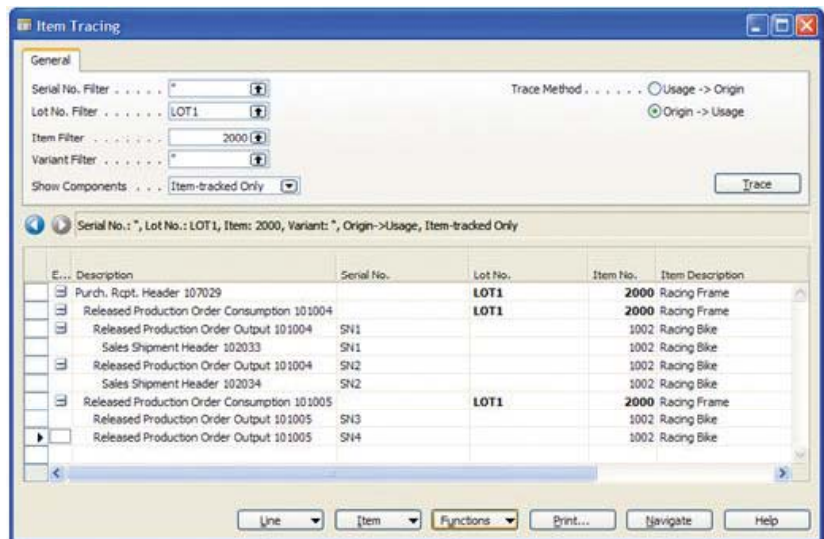 Item Tracing
General
Serial No. Filter . . . . . ''
Trace Method . . . . . . Usage -> Origin
Lot No. Filter . . . . . . LOT1
Origin -> Usage
Item Filter . . . . . . . 2000
Variant Filter . . . . . ''
Show Components . . . Item-tracked Only
Trace
Serial No.: '', Lot No.: LOT1, Item: 2000, Variant: '', Origin->Usage, Item-tracked Only
E... Description Serial No. Lot No. Item No. Item Description
Purch. Rcpt. Header 107029 LOT1 2000 Racing Frame
Released Production Order Consumption 101004 LOT1 2000 Racing Frame
Released Production Order Output 101004 SN1 1002 Racing Bike
Sales Shipment Header 102033 SN1 1002 Racing Bike
Released Production Order Output 101004 SN2 1002 Racing Bike
Sales Shipment Header 102034 SN2 1002 Racing Bike
Released Production Order Consumption 101005 LOT1 2000 Racing Frame
Released Production Order Output 101005 SN3 1002 Racing Bike
Released Production Order Output 101005 SN4 1002 Racing Bike
Line Item Functions Print... Navigate Help